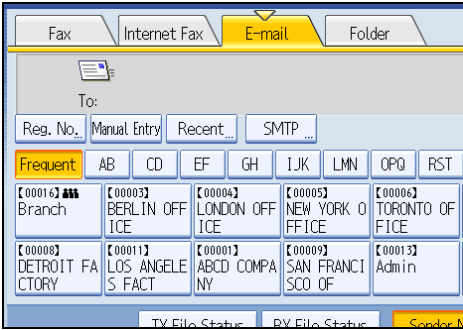 Fax Internet Fax E-mail Folder
To:
Reg. No. Manual Entry Recent SMTP
Frequent AB CD EF GH IJK LMN OPQ RST
【00016】 【00003】 【00004】 【00005】 【00006】
Branch BERLIN OFF LONDON OFF NEW YORK O TORONTO OF
ICE ICE FFICE FICE
【00008】 【00011】 【00001】 【00009】 【00013】
DETROIT FA LOS ANGELE ABCD COMPA SAN FRANCI Admin
CTORY S FACT NY SCO OF
TX File Status RX File Status Sender